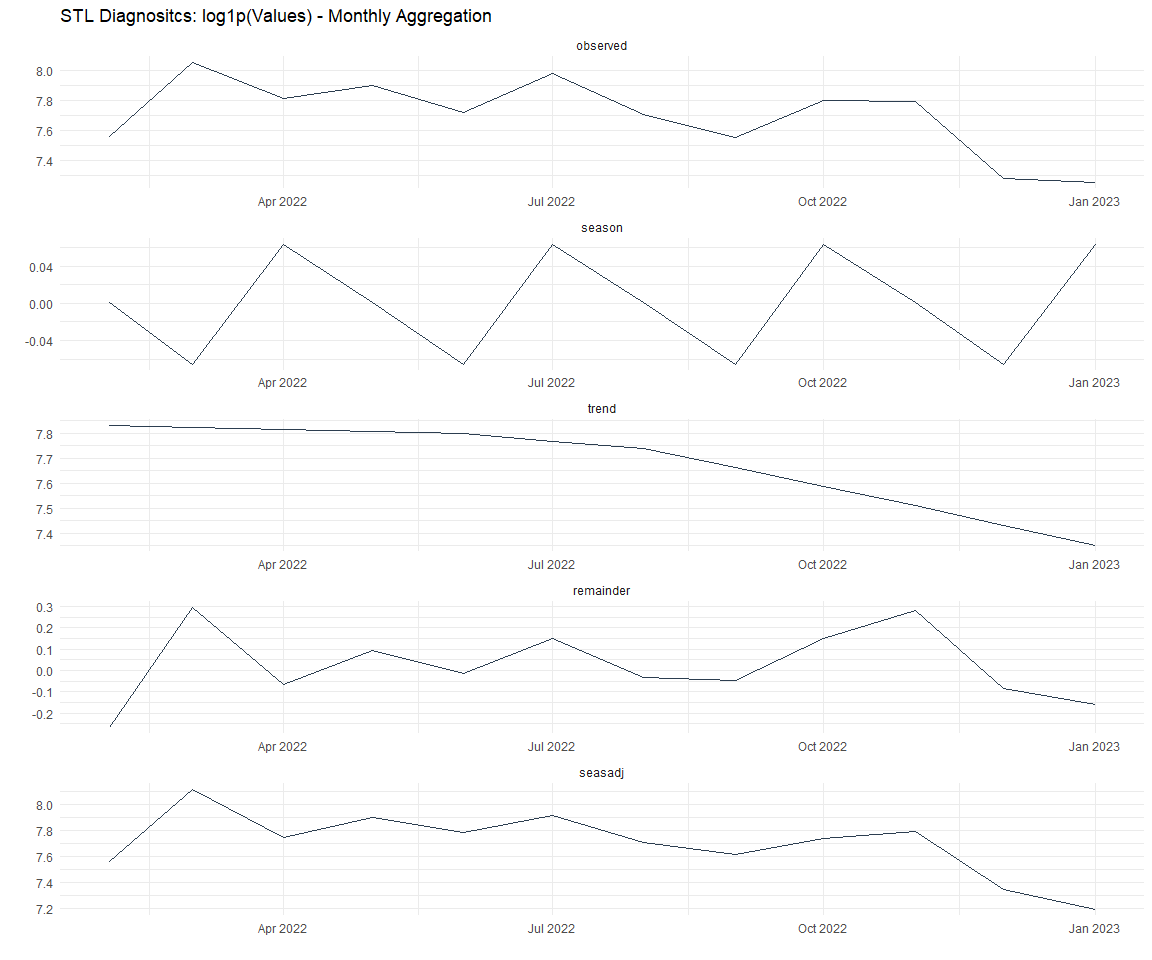 STL Diagnositcs: log1p(Values) - Monthly Aggregation
observed
8.0
7.8
7.6
7.4
Apr 2022 Jul 2022 Oct 2022 Jan 2023
season
0.04
0.00
-0.04
Apr 2022 Jul 2022 Oct 2022 Jan 2023
trend
7.8
7.7
7.6
7.5
7.4
Apr 2022 Jul 2022 Oct 2022 Jan 2023
remainder
0.3
0.2
0.1
0.0
-0.1
-0.2
Apr 2022 Jul 2022 Oct 2022 Jan 2023
seasadj
8.0
7.8
7.6
7.4
7.2
Apr 2022 Jul 2022 Oct 2022 Jan 2023